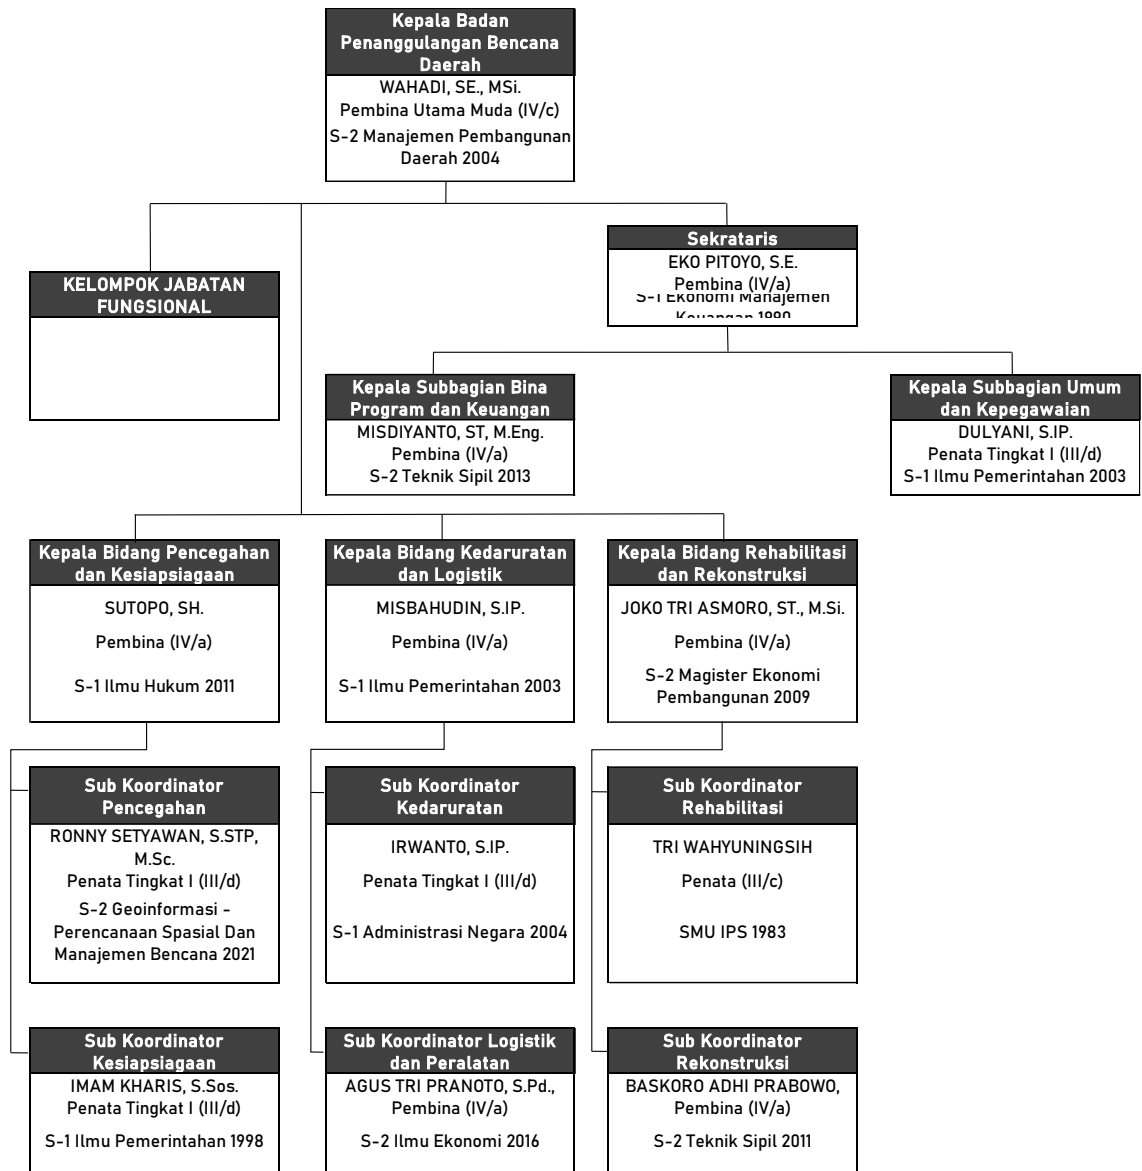 Kepala Badan
Penanggulangan Bencana
Daerah
WAHADI, SE., MSi.
Pembina Utama Muda (IV/c)
S-2 Manajemen Pembangunan
Daerah 2004
Sekrataris
EKO PITOYO, S.E.
Pembina (IV/a)
S-1 Ekonomi Manajemen
Keuangan 1990
KELOMPOK JABATAN
FUNGSIONAL
Kepala Subbagian Bina
Program dan Keuangan
MISDIYANTO, ST, M.Eng.
Pembina (IV/a)
S-2 Teknik Sipil 2013
Kepala Subbagian Umum
dan Kepegawaian
DULYANI, S.IP.
Penata Tingkat I (III/d)
S-1 Ilmu Pemerintahan 2003
Kepala Bidang Pencegahan
dan Kesiapsiagaan
SUTOPO, SH.
Pembina (IV/a)
S-1 Ilmu Hukum 2011
Kepala Bidang Kedaruratan
dan Logistik
MISBAHUDIN, S.IP.
Pembina (IV/a)
S-1 Ilmu Pemerintahan 2003
Kepala Bidang Rehabilitasi
dan Rekonstruksi
JOKO TRI ASMORO, ST., M.Si.
Pembina (IV/a)
S-2 Magister Ekonomi
Pembangunan 2009
Sub Koordinator
Pencegahan
RONNY SETYAWAN, S.STP,
M.Sc.
Penata Tingkat I (III/d)
S-2 Geoinformasi -
Perencanaan Spasial Dan
Manajemen Bencana 2021
Sub Koordinator
Kedaruratan
IRWANTO, S.IP.
Penata Tingkat I (III/d)
S-1 Administrasi Negara 2004
Sub Koordinator
Rehabilitasi
TRI WAHYUNINGSIH
Penata (III/c)
SMU IPS 1983
Sub Koordinator
Kesiapsiagaan
IMAM KHARIS, S.Sos.
Penata Tingkat I (III/d)
S-1 Ilmu Pemerintahan 1998
Sub Koordinator Logistik
dan Peralatan
AGUS TRI PRANOTO, S.Pd.,
Pembina (IV/a)
S-2 Ilmu Ekonomi 2016
Sub Koordinator
Rekonstruksi
BASKORO ADHI PRABOWO,
Pembina (IV/a)
S-2 Teknik Sipil 2011